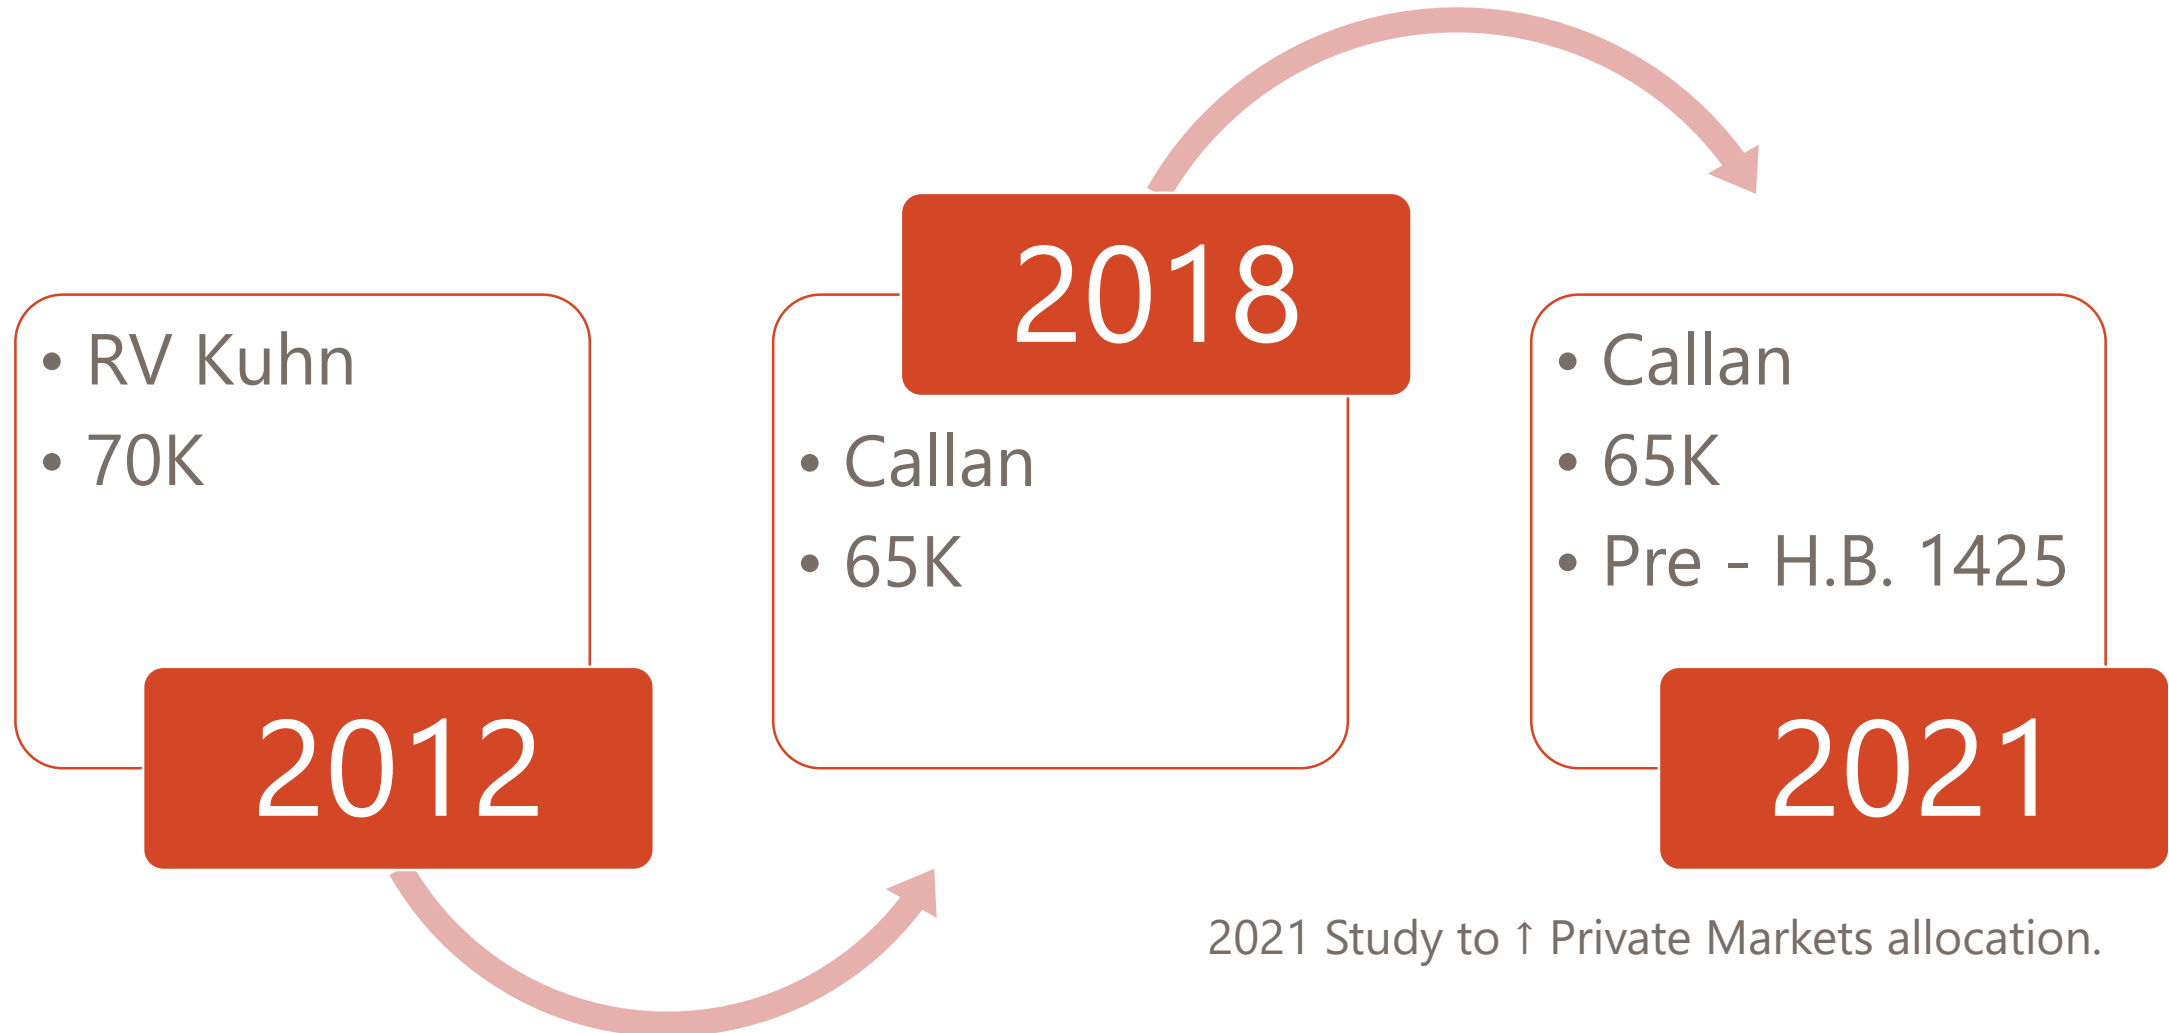 • RV Kuhn
• 70K
2012
2018
• Callan
• 65K
• Callan
• 65K
• Pre - H.B. 1425
2021
2021 Study to ↑ Private Markets allocation.